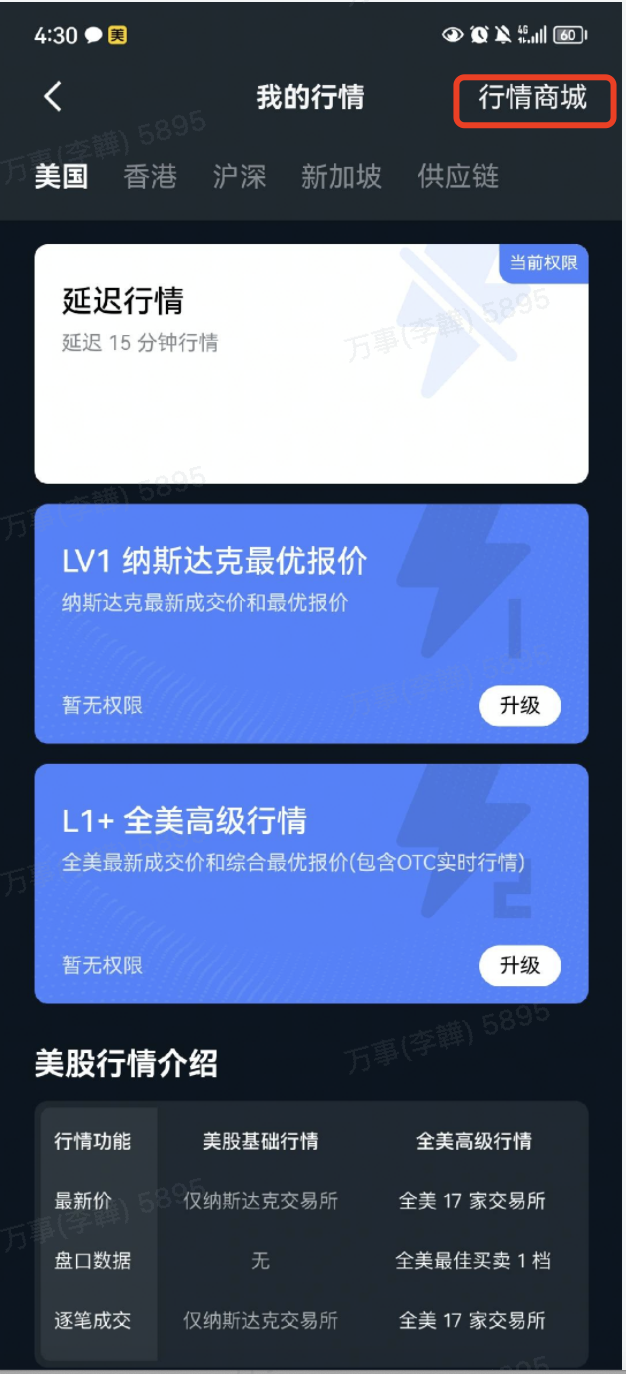 4:30 美 4G 60
我的行情 行情商城
美国 香港 沪深 新加坡 供应链
当前权限
延迟行情
延迟 15 分钟行情
LV1 纳斯达克最优报价
纳斯达克最新成交价和最优报价
暂无权限 升级
L1+ 全美高级行情
全美最新成交价和综合最优报价(包含OTC实时行情)
暂无权限 升级
美股行情介绍
行情功能 美股基础行情 全美高级行情
最新价 仅纳斯达克交易所 全美 17 家交易所
盘口数据 无 全美最佳买卖 1 档
逐笔成交 仅纳斯达克交易所 全美 17 家交易所